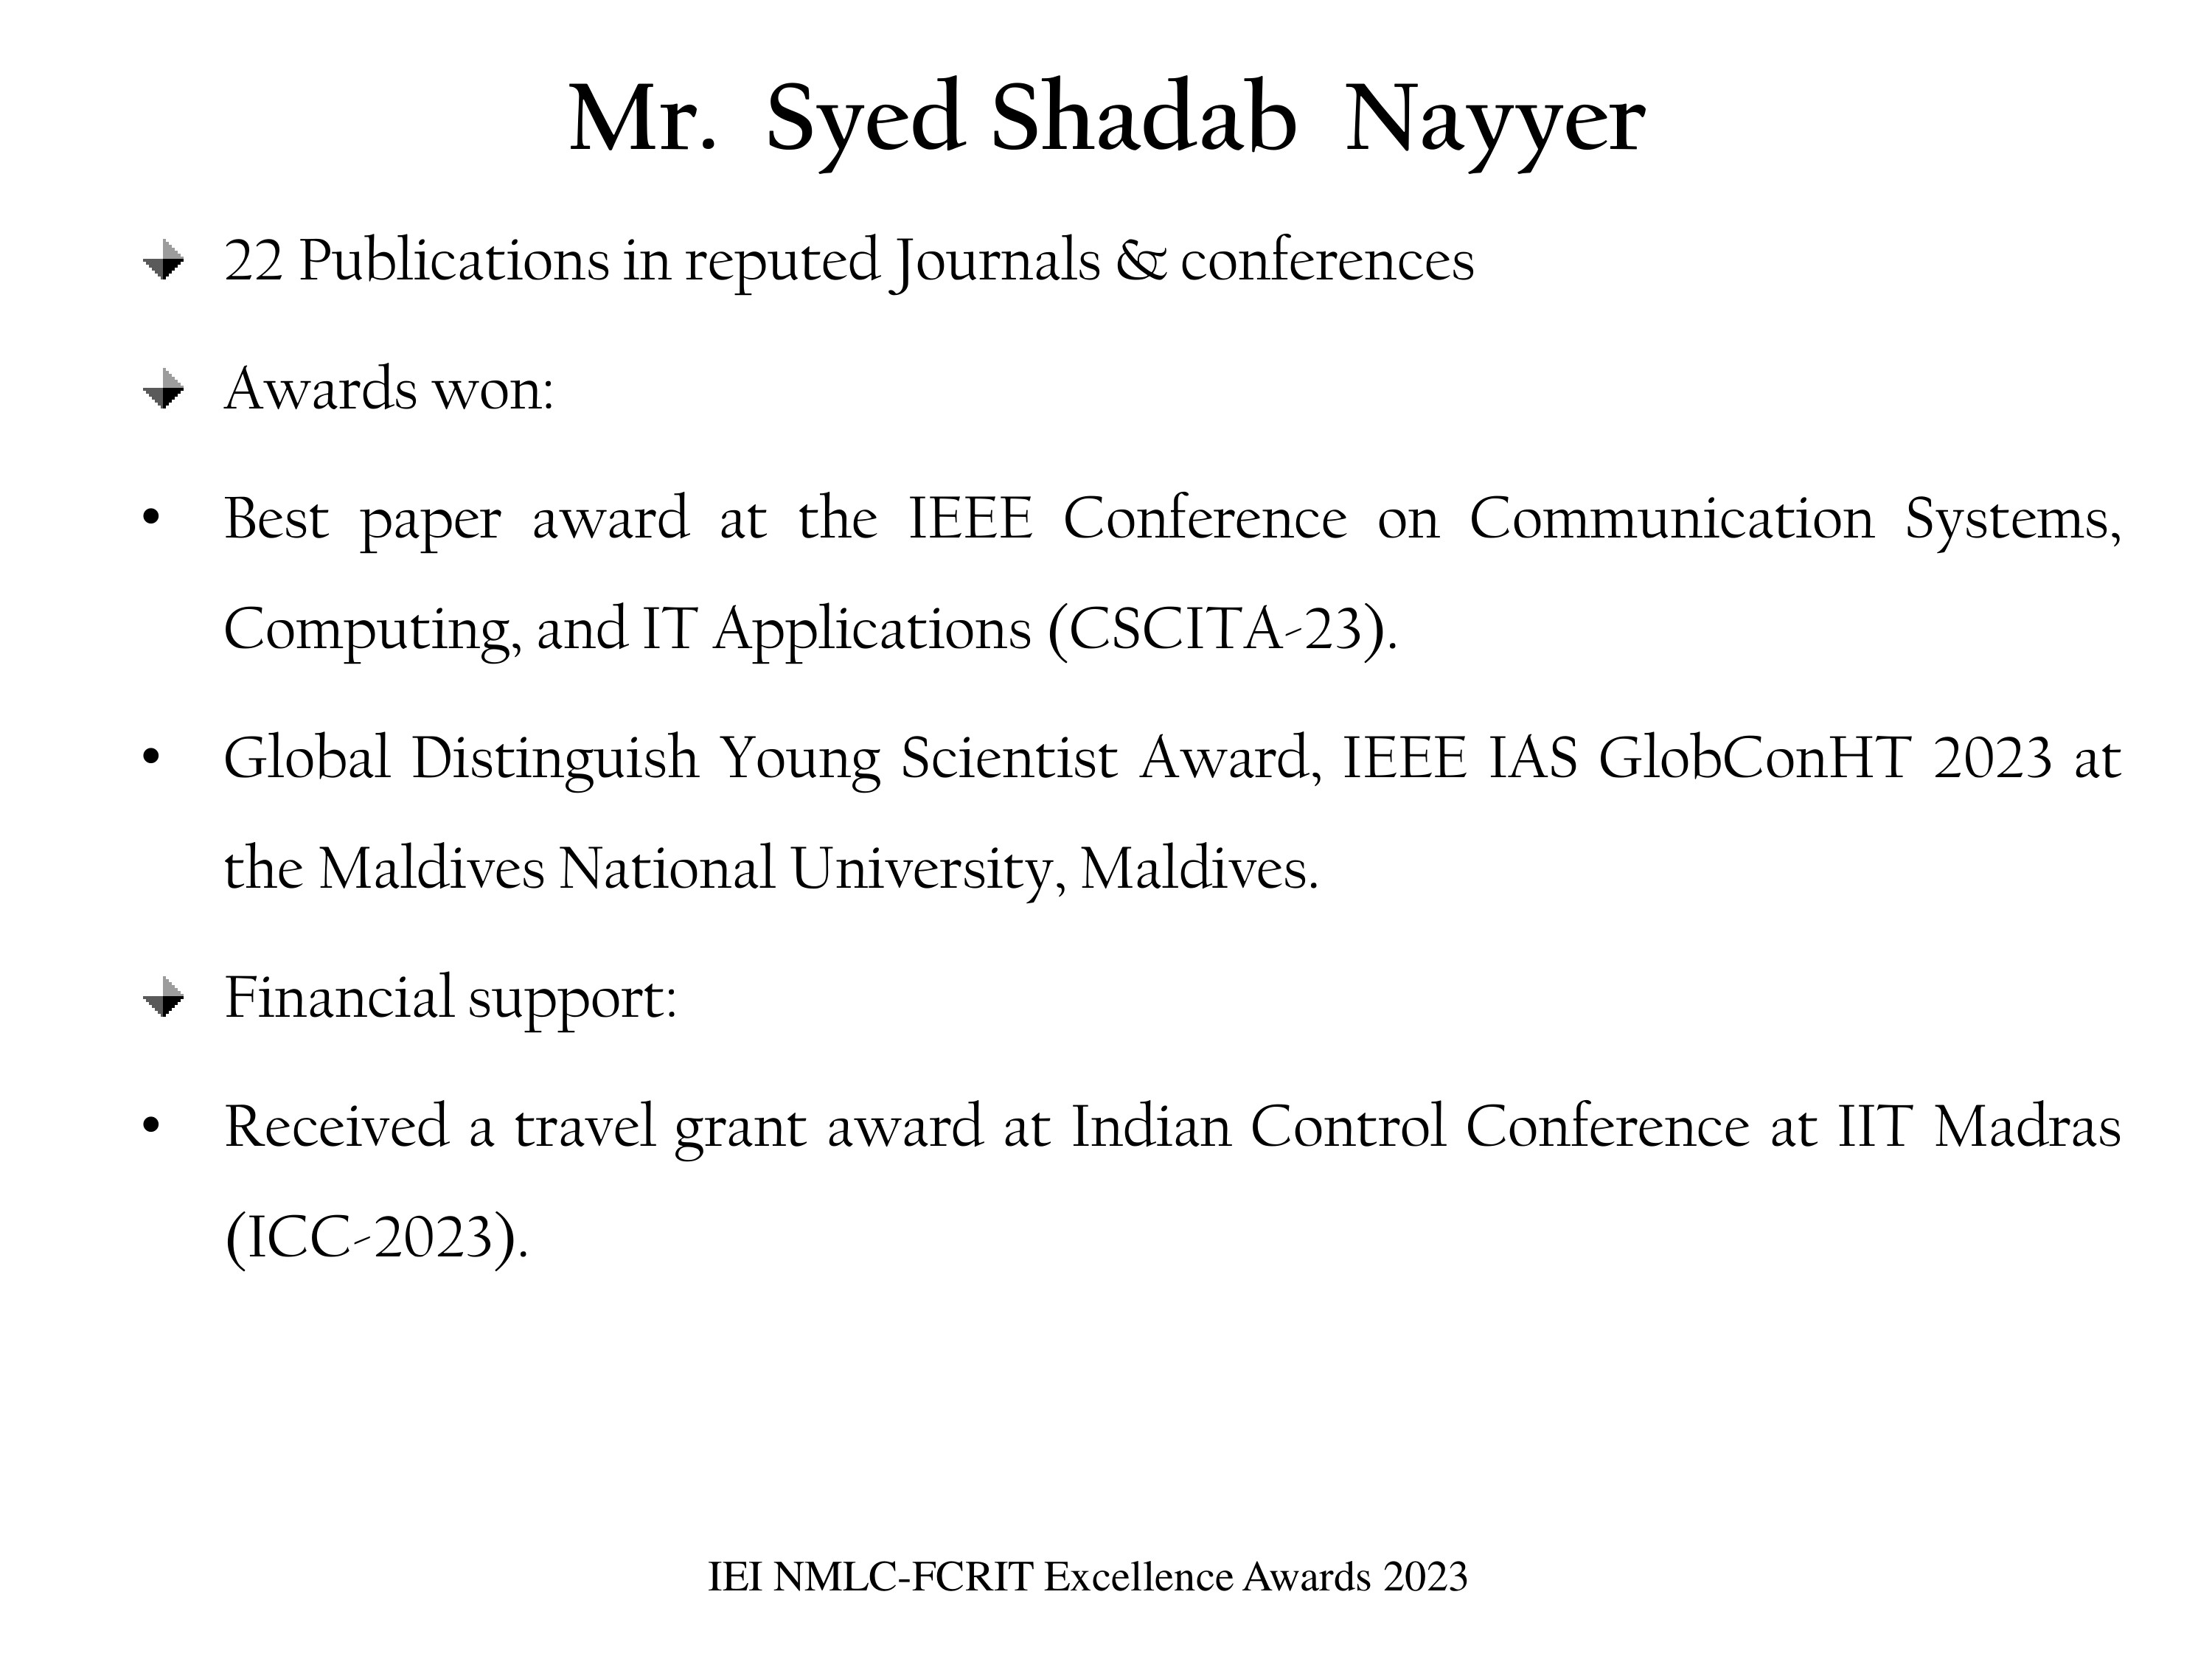 Mr. Syed Shadab Nayyer
22 Publications in reputed Journals & conferences
Awards won:
• Best paper award at the IEEE Conference on Communication Systems,
Computing, and IT Applications (CSCITA-23).
• Global Distinguish Young Scientist Award, IEEE IAS GlobConHT 2023 at
the Maldives National University, Maldives.
Financial support:
• Received a travel grant award at Indian Control Conference at IIT Madras
(ICC-2023).
IEI NMLC-FCRIT Excellence Awards 2023